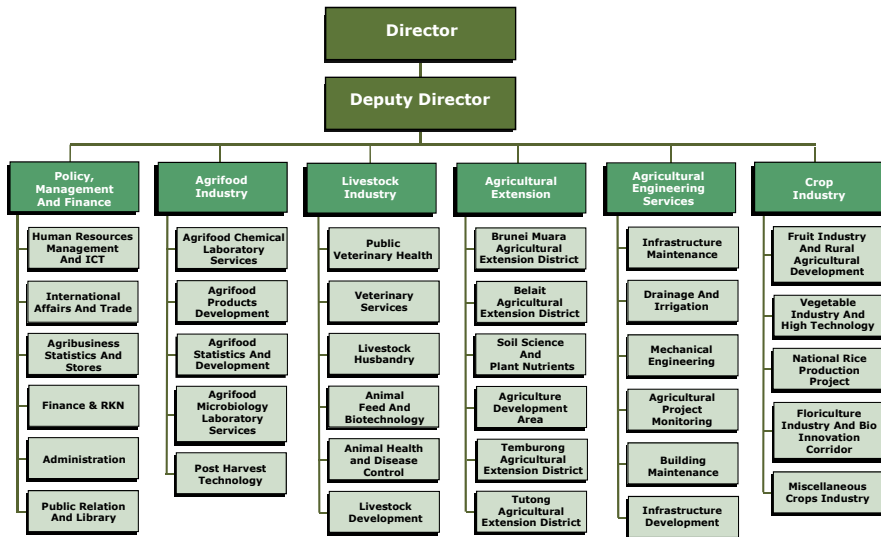 Director
Deputy Director
Policy,
Management
And Finance
Human Resources
Management
And ICT
International
Affairs And Trade
Agribusiness
Statistics And
Stores
Finance & RKN
Administration
Public Relation
And Library
Agrifood
Industry
Agrifood Chemical
Laboratory
Services
Agrifood
Products
Development
Agrifood
Statistics And
Development
Agrifood
Microbiology
Laboratory
Services
Post Harvest
Technology
Livestock
Industry
Public
Veterinary Health
Veterinary
Services
Livestock
Husbandry
Animal
Feed And
Biotechnology
Animal Health
and Disease
Control
Livestock
Development
Agricultural
Extension
Brunei Muara
Agricultural
Extension District
Belait
Agricultural
Extension District
Soil Science
And
Plant Nutrients
Agriculture
Development
Area
Temburong
Agricultural
Extension District
Tutong
Agricultural
Extension District
Agricultural
Engineering
Services
Infrastructure
Maintenance
Drainage And
Irrigation
Mechanical
Engineering
Agricultural
Project
Monitoring
Building
Maintenance
Infrastructure
Development
Crop
Industry
Fruit Industry
And Rural
Agricultural
Development
Vegetable
Industry And
High Technology
National Rice
Production
Project
Floriculture
Industry And Bio
Innovation
Corridor
Miscellaneous
Crops Industry